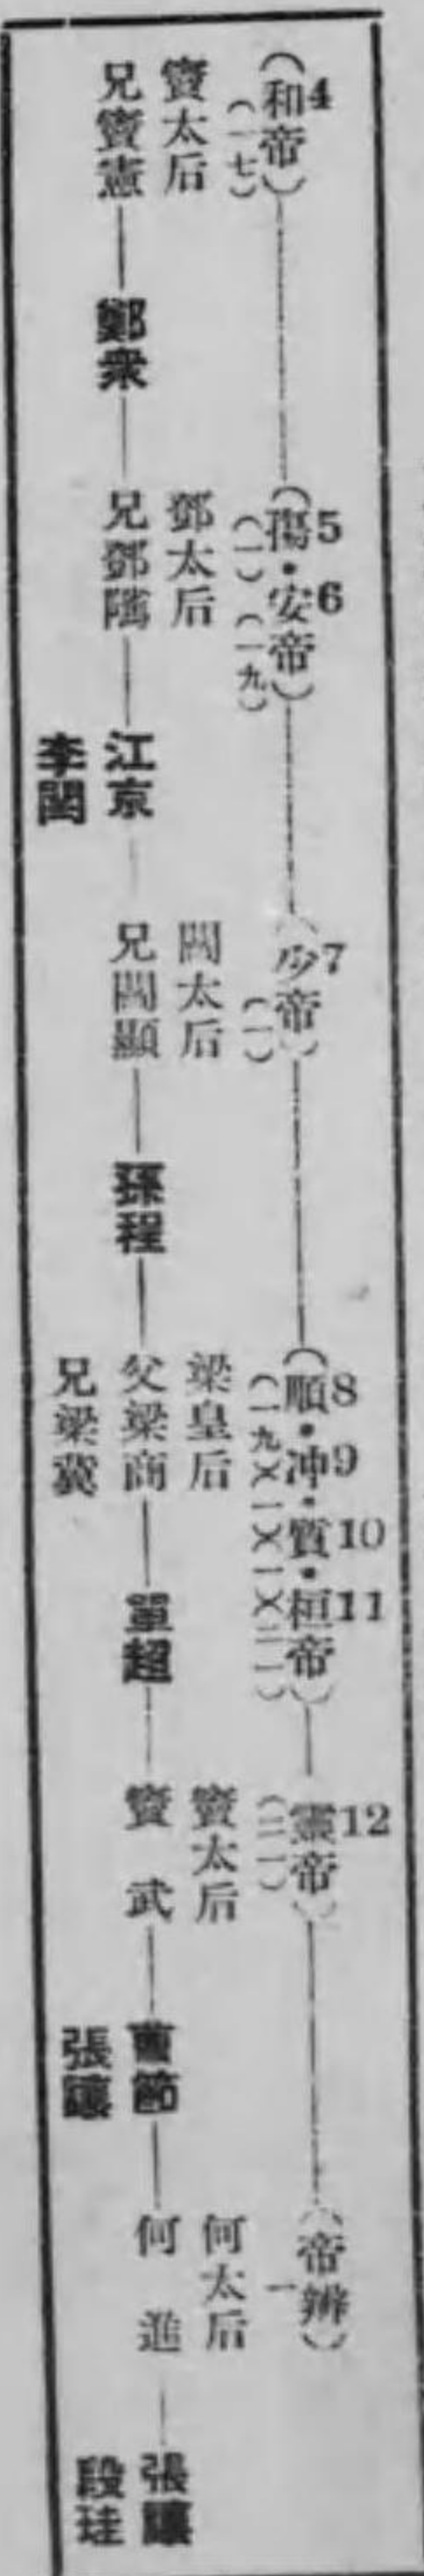 4 5 6 7 8 9 10 11 12
(和帝)——(殤・安帝)——(少帝)——(順・冲・質・桓帝)——(靈帝)——(帝辨)
(一七) (一)(一九) (一) (一九)(一)(一)(二一) (二一) 一
竇太后 鄧太后 閻太后 梁皇后 竇太后 何太后
兄竇憲——鄭衆——兄鄧隲——江京——兄閻顯——孫程——父梁商——單超——竇武——曹節——何進——張讓
李閏 兄梁冀 張讓 段珪